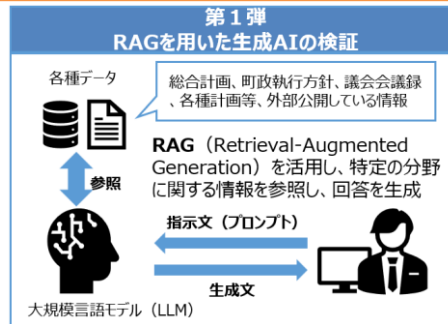 第１弾
RAGを用いた生成AIの検証
各種データ
総合計画、町政執行方針、議会会議録
、各種計画等、外部公開している情報
RAG（Retrieval-Augmented
Generation）を活用し、特定の分野
に関する情報を参照し、回答を生成
参照
指示文（プロンプト）
生成文
大規模言語モデル（LLM）